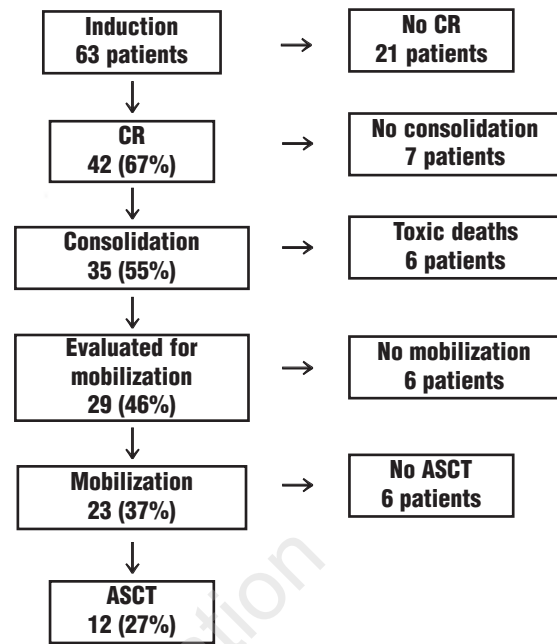 Induction
63 patients
No CR
21 patients
CR
42 (67%)
No consolidation
7 patients
Consolidation
35 (55%)
Toxic deaths
6 patients
Evaluated for
mobilization
29 (46%)
No mobilization
6 patients
Mobilization
23 (37%)
No ASCT
6 patients
ASCT
12 (27%)